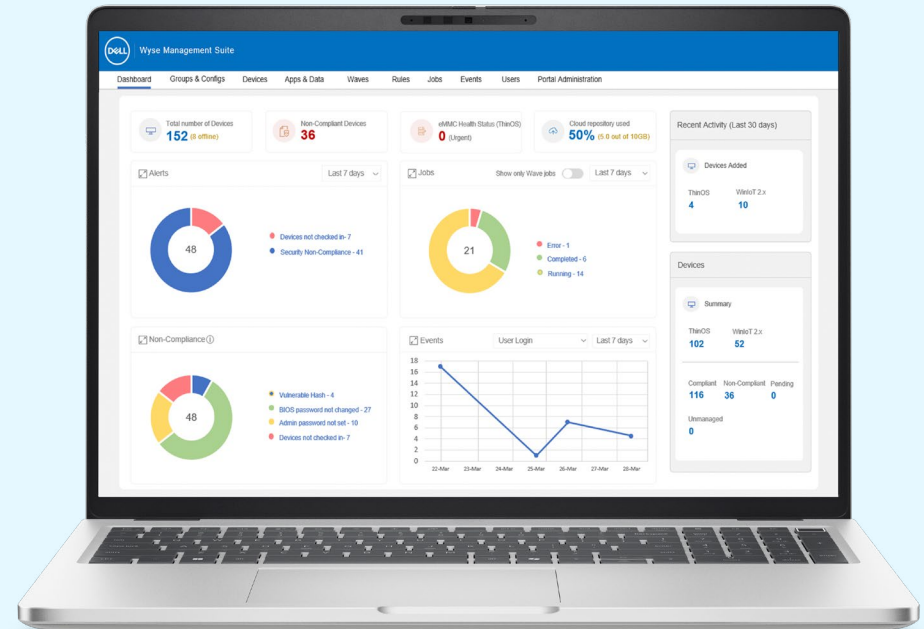 DELL
Wyse Management Suite
Dashboard Groups & Configs Devices Apps & Data Waves Rules Jobs Events Users Portal Administration
Total number of Devices
152 (8 offline)
Non-Compliant Devices
36
eMMC Health Status (ThinOS)
0 (Urgent)
Cloud repository used
50% (5.0 out of 10GB)
Alerts
Last 7 days
48
Devices not checked in- 7
Security Non-Compliance - 41
Jobs
Show only Wave jobs
Last 7 days
21
Error - 1
Completed - 6
Running - 14
Non-Compliance
48
Vulnerable Hash - 4
BIOS password not changed - 27
Admin password not set - 10
Devices not checked in- 7
Events
User Login
Last 7 days
18
16
14
12
10
8
6
4
2
0
22-Mar 23-Mar 24-Mar 25-Mar 26-Mar 27-Mar 28-Mar
Recent Activity (Last 30 days)
Devices Added
ThinOS WinIoT 2.x
4 10
Devices
Summary
ThinOS WinIoT 2.x
102 52
Compliant Non-Compliant Pending
116 36 0
Unmanaged
0